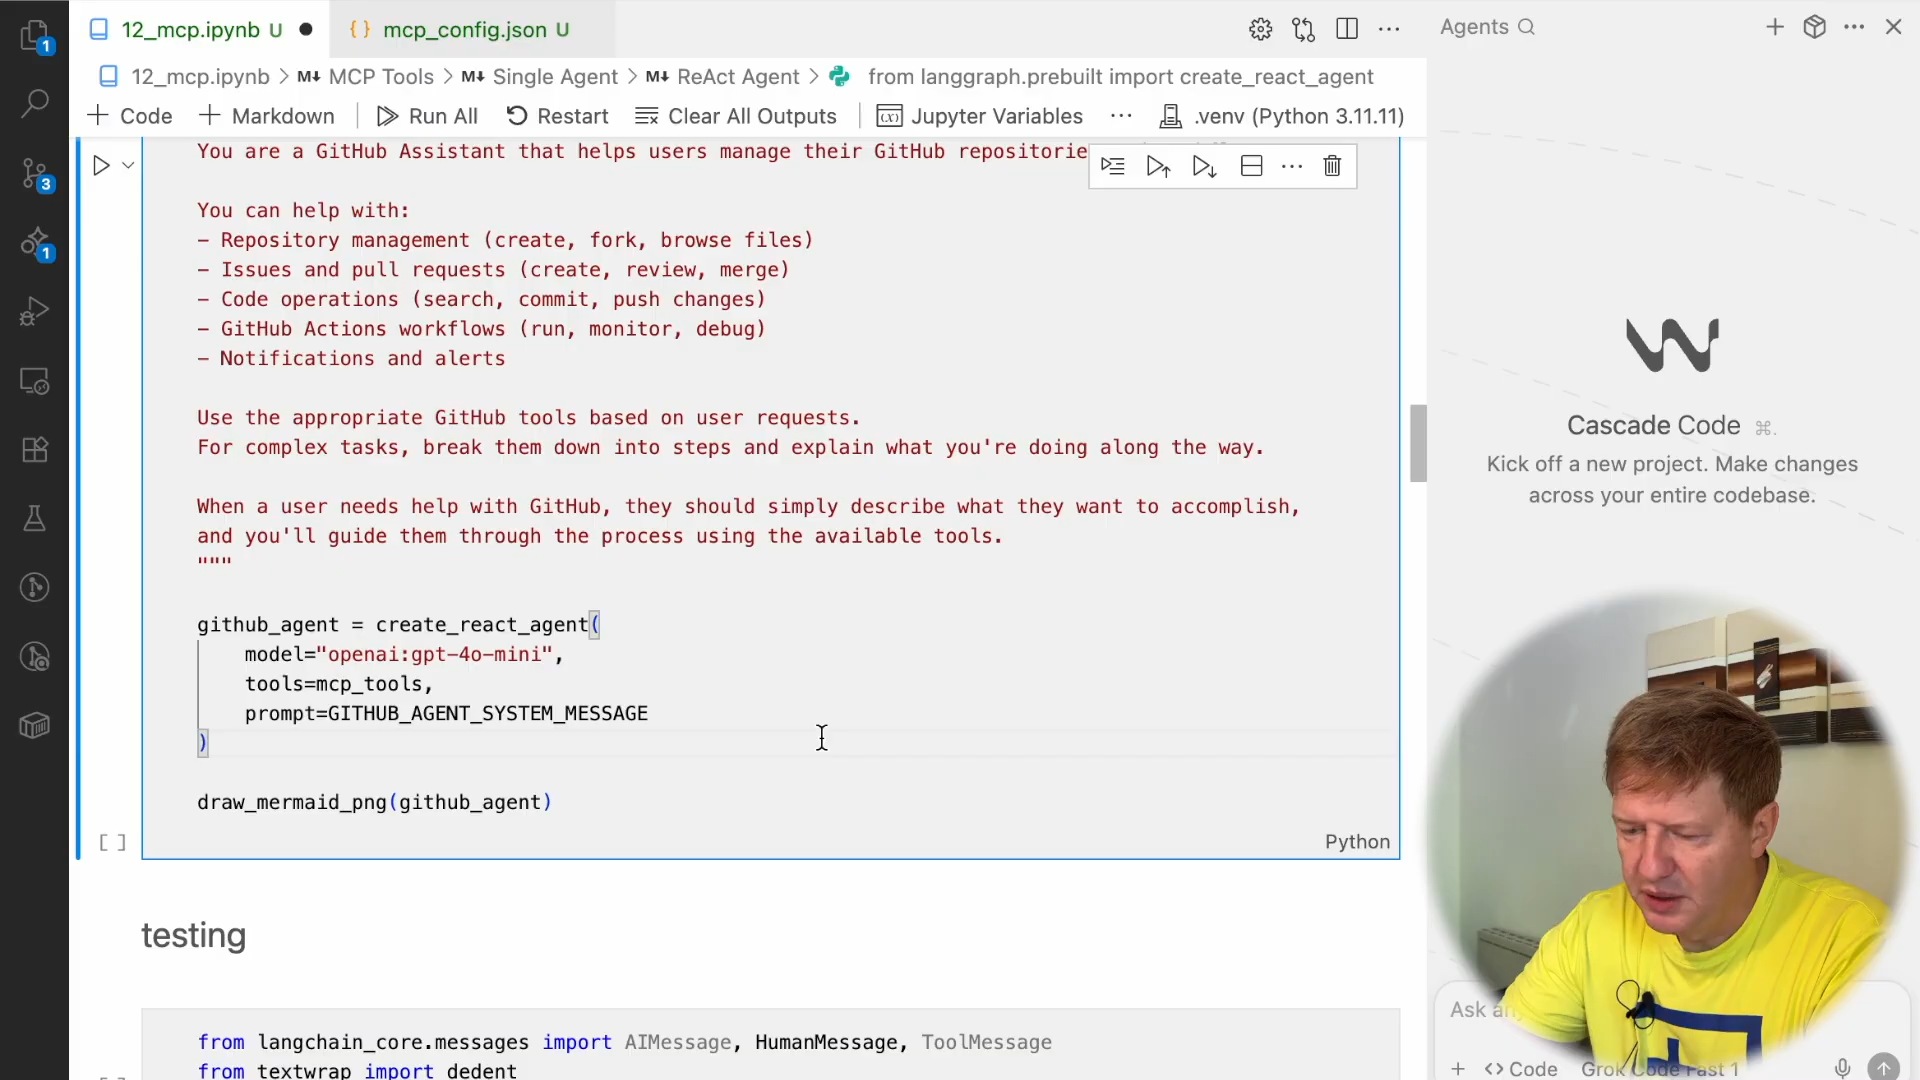 12_mcp.ipynb U
{} mcp_config.json U
Agents
12_mcp.ipynb > M↓ MCP Tools > M↓ Single Agent > M↓ ReAct Agent > from langgraph.prebuilt import create_react_agent
+ Code + Markdown Run All Restart Clear All Outputs Jupyter Variables ... .venv (Python 3.11.11)
You are a GitHub Assistant that helps users manage their GitHub repositorie
You can help with:
- Repository management (create, fork, browse files)
- Issues and pull requests (create, review, merge)
- Code operations (search, commit, push changes)
- GitHub Actions workflows (run, monitor, debug)
- Notifications and alerts
Use the appropriate GitHub tools based on user requests.
For complex tasks, break them down into steps and explain what you're doing along the way.
When a user needs help with GitHub, they should simply describe what they want to accomplish,
and you'll guide them through the process using the available tools.
"""
github_agent = create_react_agent(
model="openai:gpt-4o-mini",
tools=mcp_tools,
prompt=GITHUB_AGENT_SYSTEM_MESSAGE
)
draw_mermaid_png(github_agent)
[ ]
Python
testing
from langchain_core.messages import AIMessage, HumanMessage, ToolMessage
from textwrap import dedent
1
3
1
Cascade Code ⌘.
Kick off a new project. Make changes
across your entire codebase.
Ask
+ <> Code Grok Code Fast 1